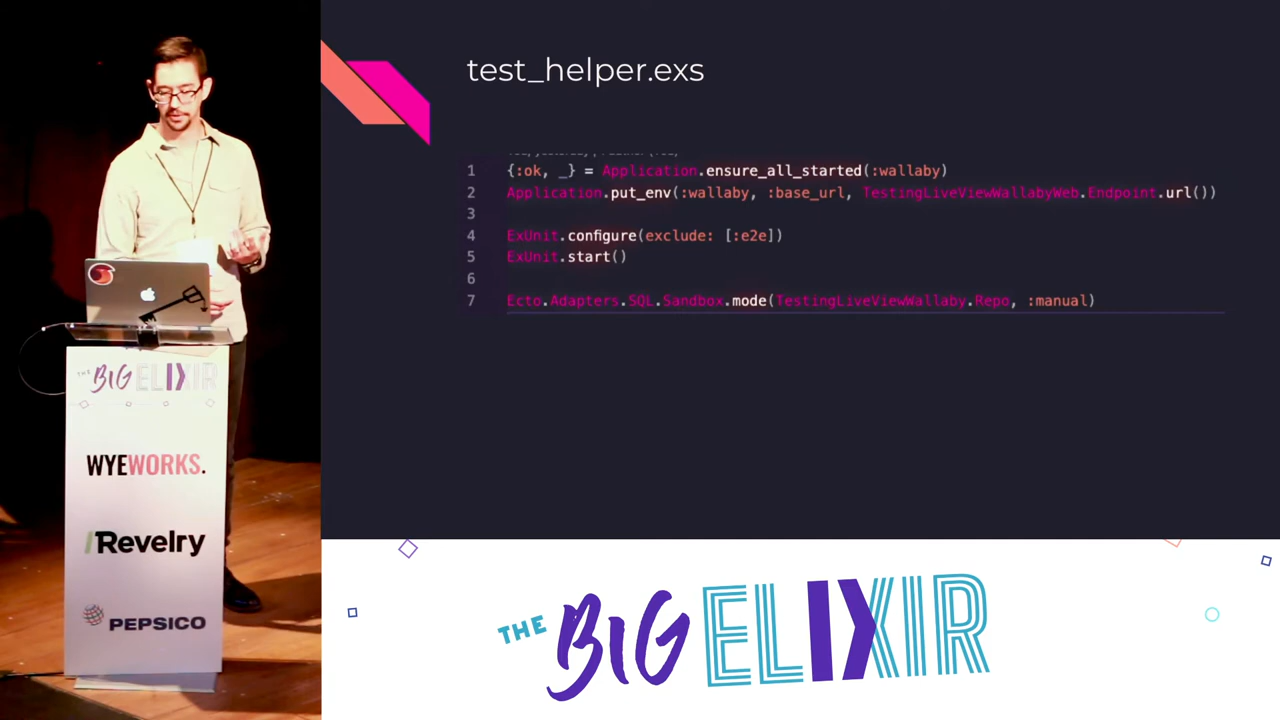 test_helper.exs
1 {:ok, _} = Application.ensure_all_started(:wallaby)
2 Application.put_env(:wallaby, :base_url, TestingLiveViewWallabyWeb.Endpoint.url())
3
4 ExUnit.configure(exclude: [:e2e])
5 ExUnit.start()
6
7 Ecto.Adapters.SQL.Sandbox.mode(TestingLiveViewWallaby.Repo, :manual)
THE BIG ELIXIR
WYEWORKS.
Revelry
PEPSICO
THE BIG ELIXIR